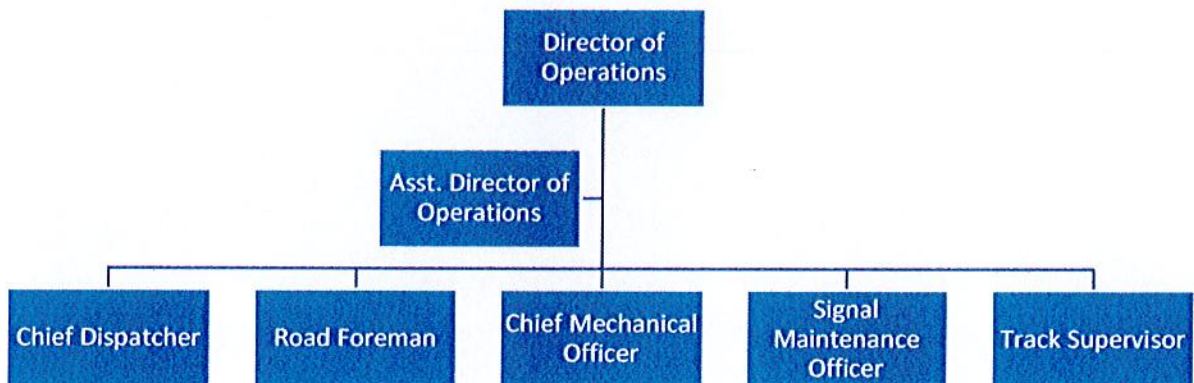 Director of
Operations
Asst. Director of
Operations
Chief Dispatcher
Road Foreman
Chief Mechanical
Officer
Signal
Maintenance
Officer
Track Supervisor